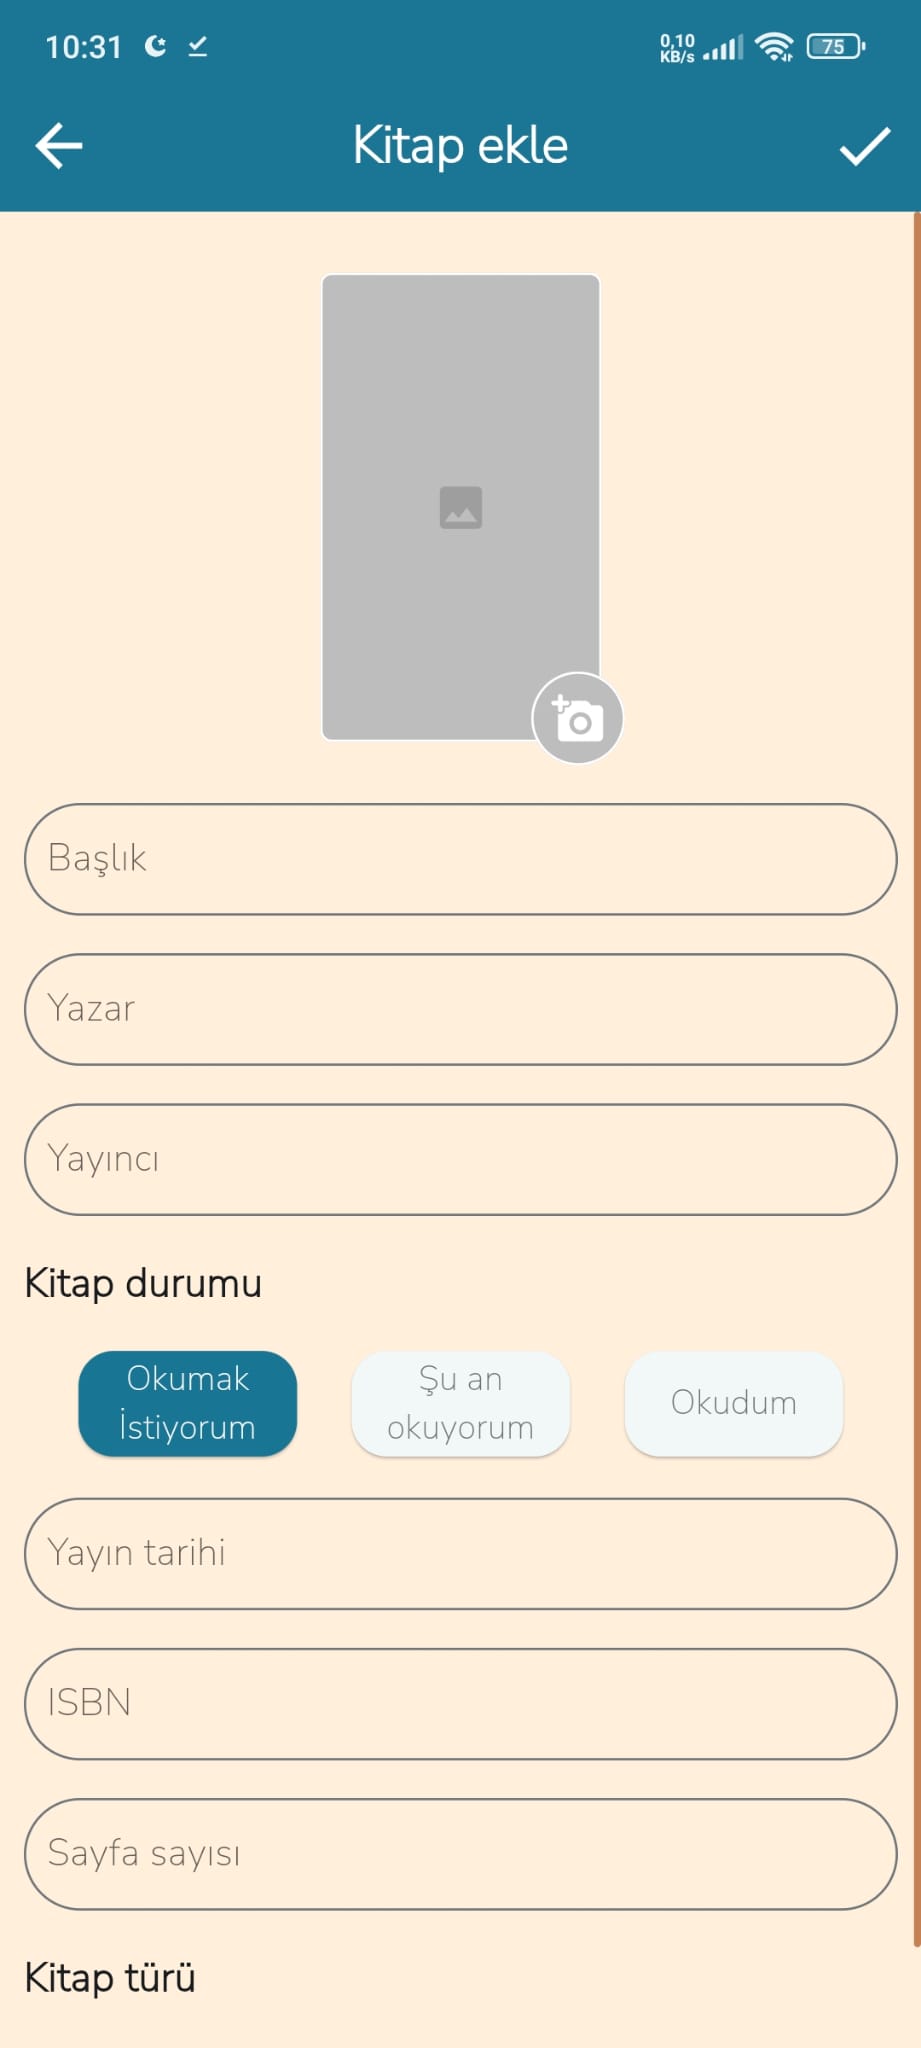 10:31
0,10
KB/s
75
Kitap ekle
Başlık
Yazar
Yayıncı
Kitap durumu
Okumak
İstiyorum
Şu an
okuyorum
Okudum
Yayın tarihi
ISBN
Sayfa sayısı
Kitap türü